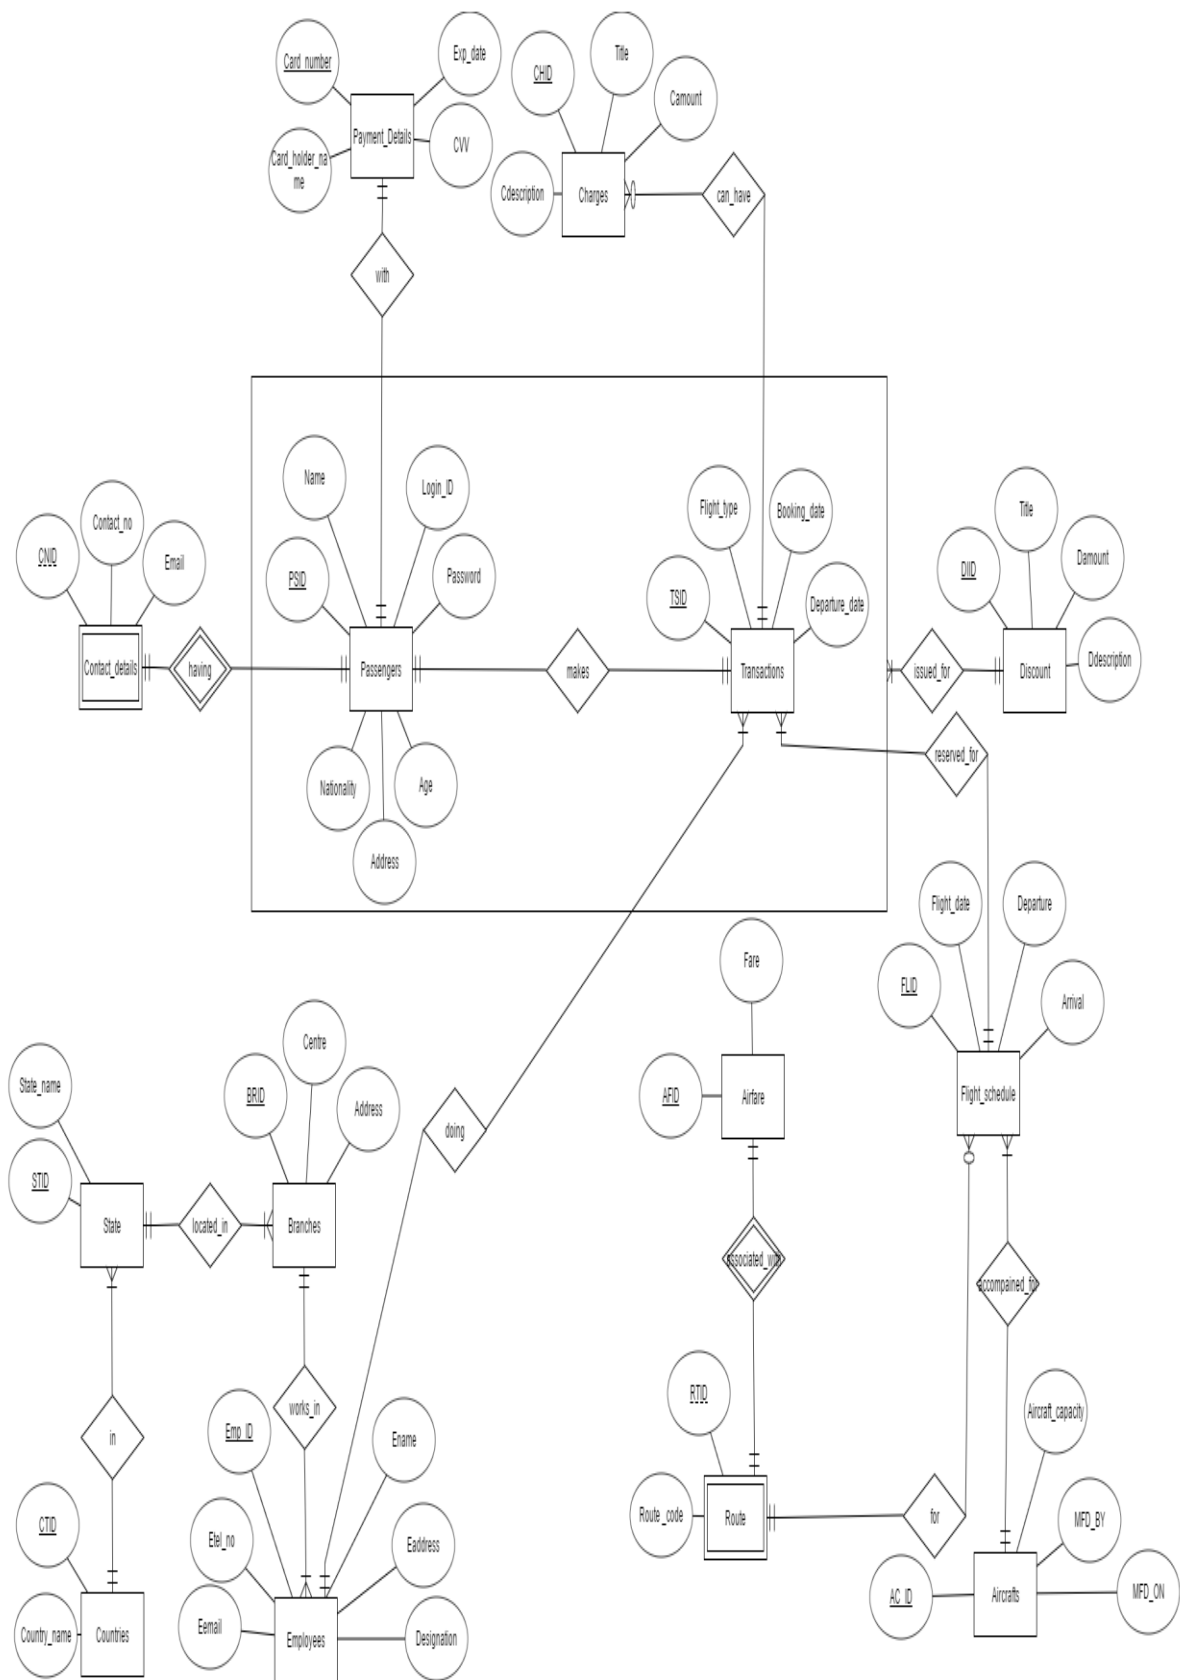 Card_number
Exp_date
Payment_Details
Card_holder_na
me
CVV
CHID
Title
Camount
Cdescription
Charges
can_have
with
Name
Login_ID
PSID
Password
Passengers
Nationality
Age
Address
CNID
Contact_no
Email
Contact_details
having
makes
Flight_type
Booking_date
TSID
Departure_date
Transactions
issued_for
DIID
Title
Damount
Ddescription
Discount
reserved_for
Flight_date
Departure
FLID
Arrival
Flight_schedule
Fare
AFID
Airfare
doing
State_name
STID
State
located_in
BRID
Centre
Address
Branches
associated_with
accompained_for
in
works_in
CTID
Country_name
Countries
Emp_ID
Ename
Etel_no
Eaddress
Eemail
Employees
Designation
RTID
Route_code
Route
for
Aircraft_capacity
MFD_BY
AC_ID
Aircrafts
MFD_ON